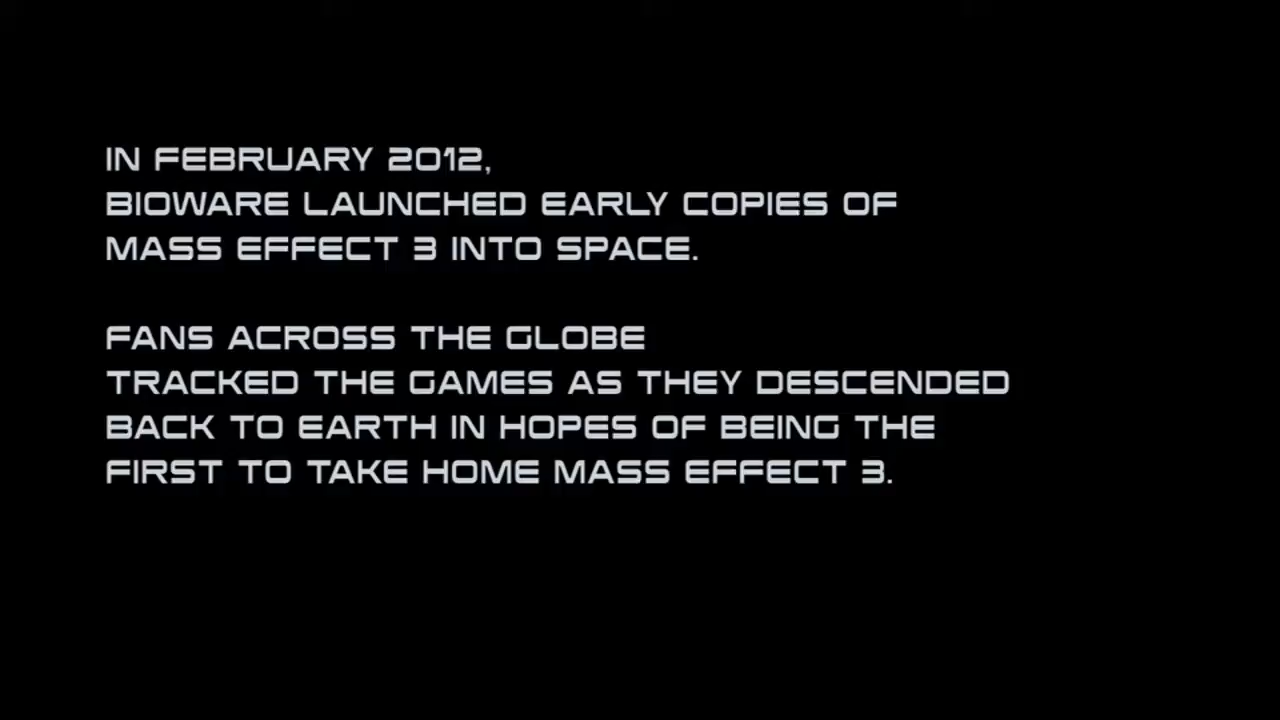 IN FEBRUARY 2012,
BIOWARE LAUNCHED EARLY COPIES OF
MASS EFFECT 3 INTO SPACE.
FANS ACROSS THE GLOBE
TRACKED THE GAMES AS THEY DESCENDED
BACK TO EARTH IN HOPES OF BEING THE
FIRST TO TAKE HOME MASS EFFECT 3.